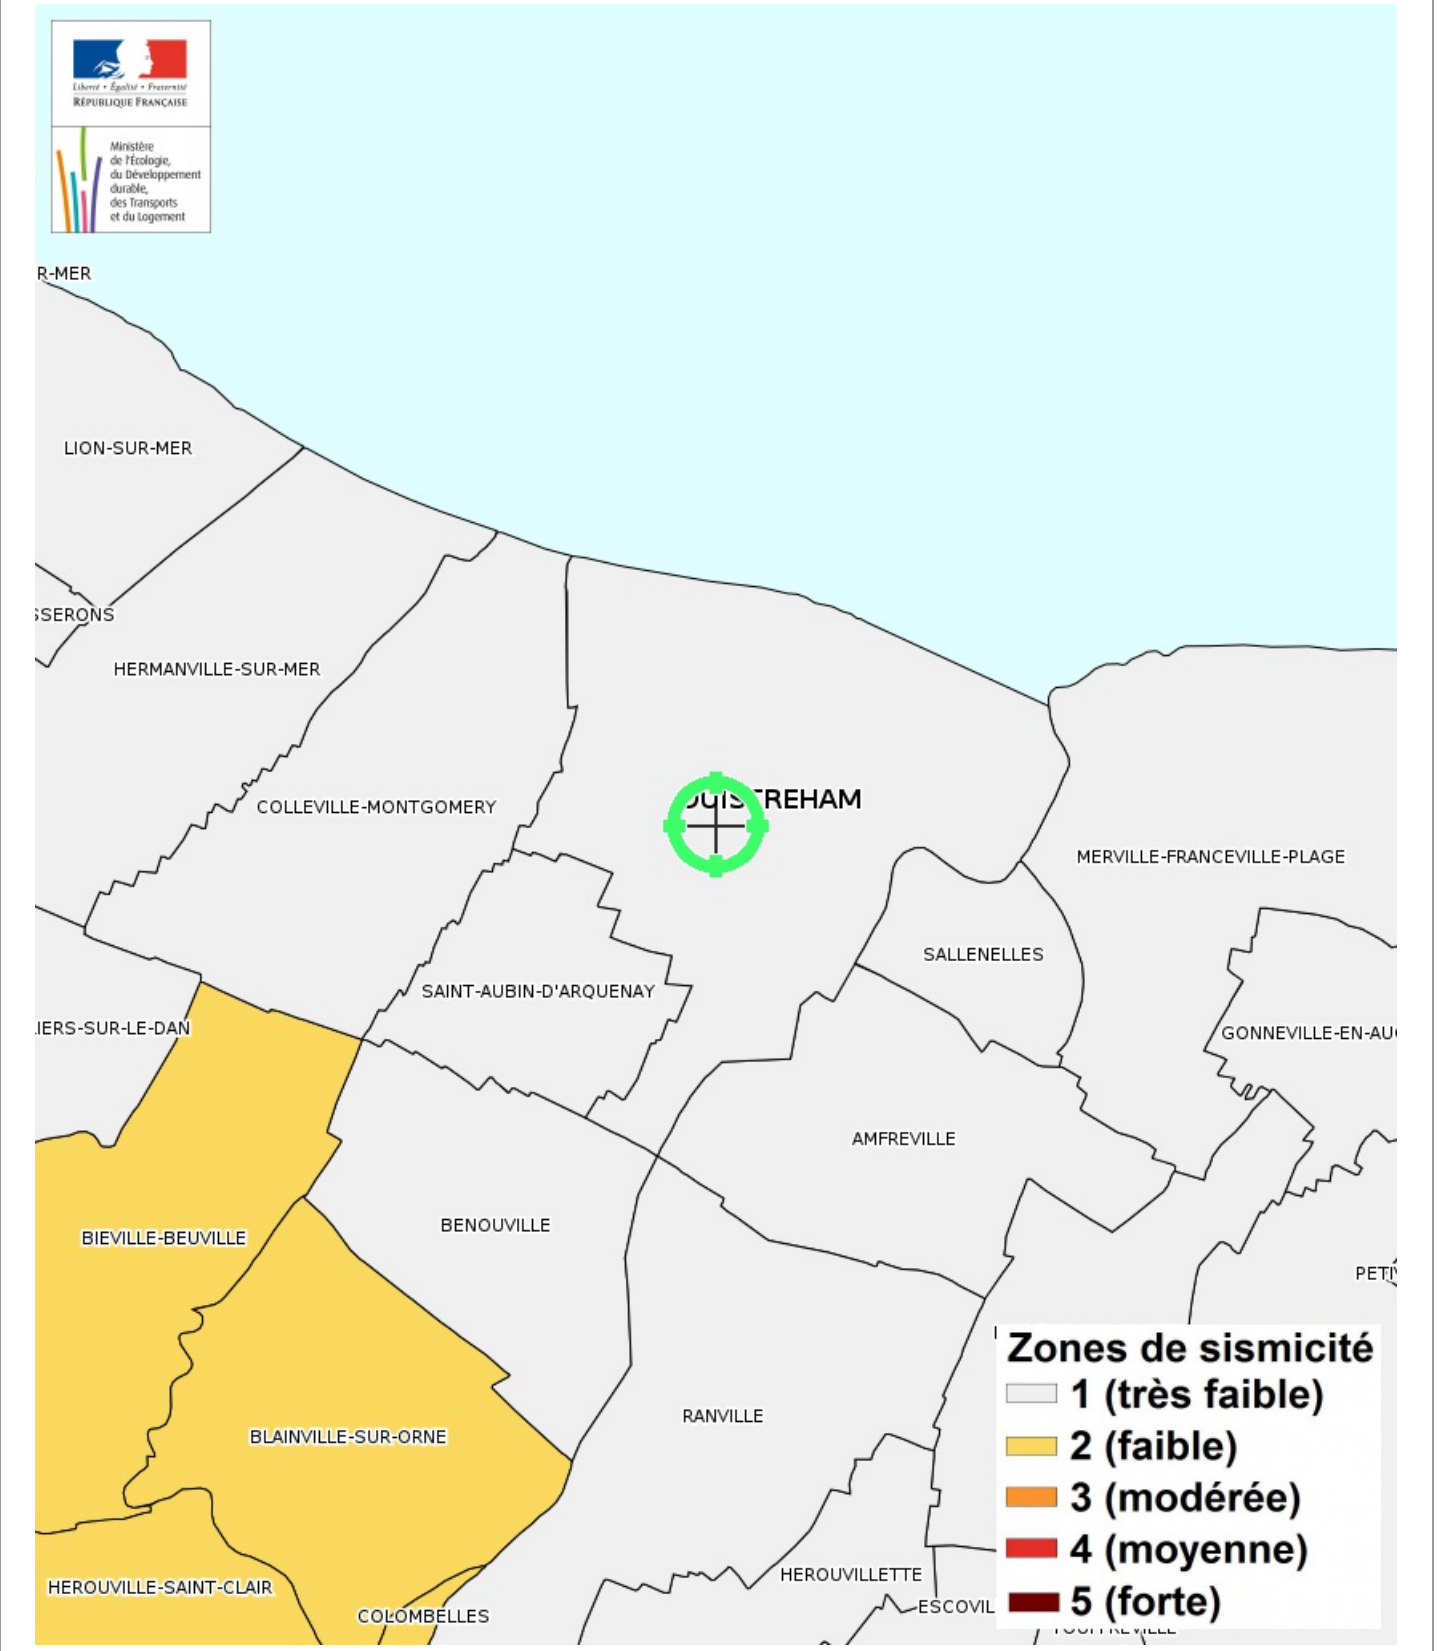 Liberté • Égalité • Fraternité
RÉPUBLIQUE FRANÇAISE
Ministère
de l'Écologie,
du Développement
durable,
des Transports
et du Logement
R-MER
LION-SUR-MER
SSERONS
HERMANVILLE-SUR-MER
OUISTREHAM
COLLEVILLE-MONTGOMERY
MERVILLE-FRANCEVILLE-PLAGE
SALLENELLES
SAINT-AUBIN-D'ARQUENAY
IERS-SUR-LE-DAN
GONNEVILLE-EN-AU
AMFREVILLE
BENOUVILLE
BIEVILLE-BEUVILLE
PETI
Zones de sismicité
1 (très faible)
RANVILLE
BLAINVILLE-SUR-ORNE
2 (faible)
3 (modérée)
4 (moyenne)
HEROUVILLETTE
HEROUVILLE-SAINT-CLAIR
5 (forte)
ESCOVIL
COLOMBELLES